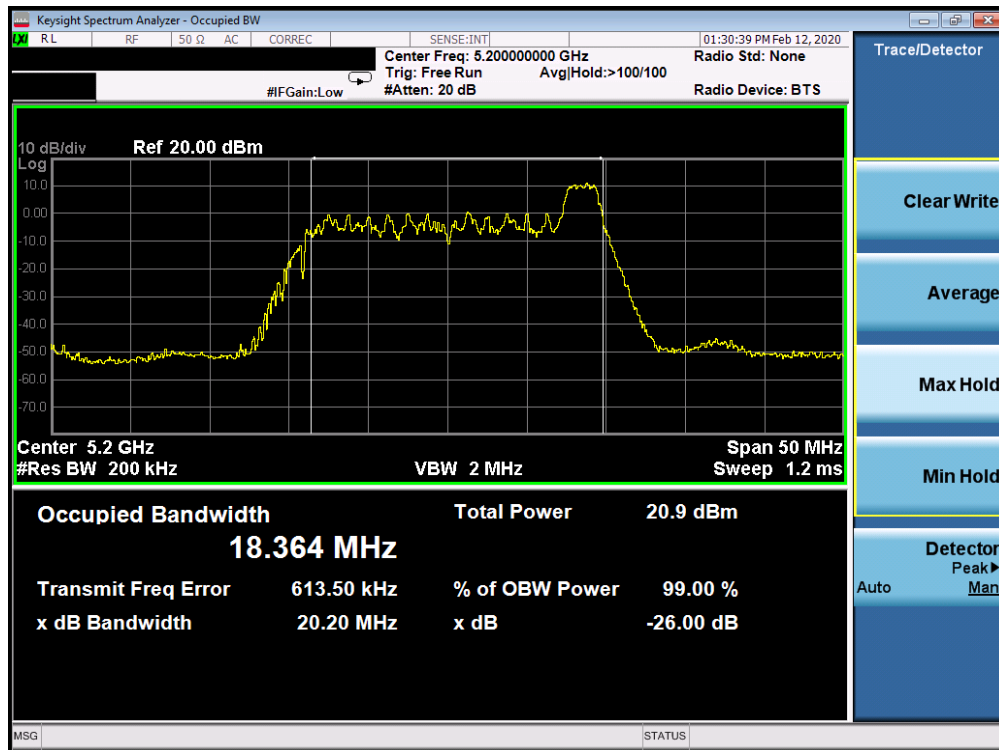 Keysight Spectrum Analyzer - Occupied BW
LXI RL RF 50 Ω AC CORREC SENSE:INT 01:30:39 PM Feb 12, 2020
Center Freq: 5.200000000 GHz Radio Std: None
Trig: Free Run Avg|Hold:>100/100
#IFGain:Low #Atten: 20 dB Radio Device: BTS
10 dB/div Ref 20.00 dBm
Log
10.0
0.00
-10.0
-20.0
-30.0
-40.0
-50.0
-60.0
-70.0
Center 5.2 GHz Span 50 MHz
#Res BW 200 kHz VBW 2 MHz Sweep 1.2 ms
Occupied Bandwidth Total Power 20.9 dBm
18.364 MHz
Transmit Freq Error 613.50 kHz % of OBW Power 99.00 %
x dB Bandwidth 20.20 MHz x dB -26.00 dB
MSG STATUS
Trace/Detector
Clear Write
Average
Max Hold
Min Hold
Detector
Peak▶
Auto Man